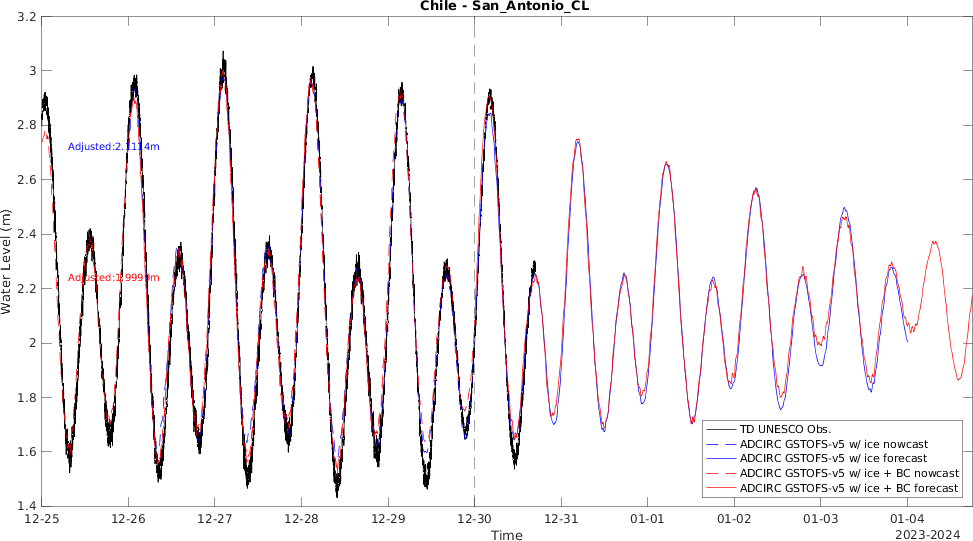 Chile - San_Antonio_CL
Water Level (m)
3.2
3
2.8
2.6
2.4
2.2
2
1.8
1.6
1.4
Adjusted:2.1114m
Adjusted:1.9999m
TD UNESCO Obs.
ADCIRC GSTOFS-v5 w/ ice nowcast
ADCIRC GSTOFS-v5 w/ ice forecast
ADCIRC GSTOFS-v5 w/ ice + BC nowcast
ADCIRC GSTOFS-v5 w/ ice + BC forecast
12-25 12-26 12-27 12-28 12-29 12-30 12-31 01-01 01-02 01-03 01-04
Time
2023-2024